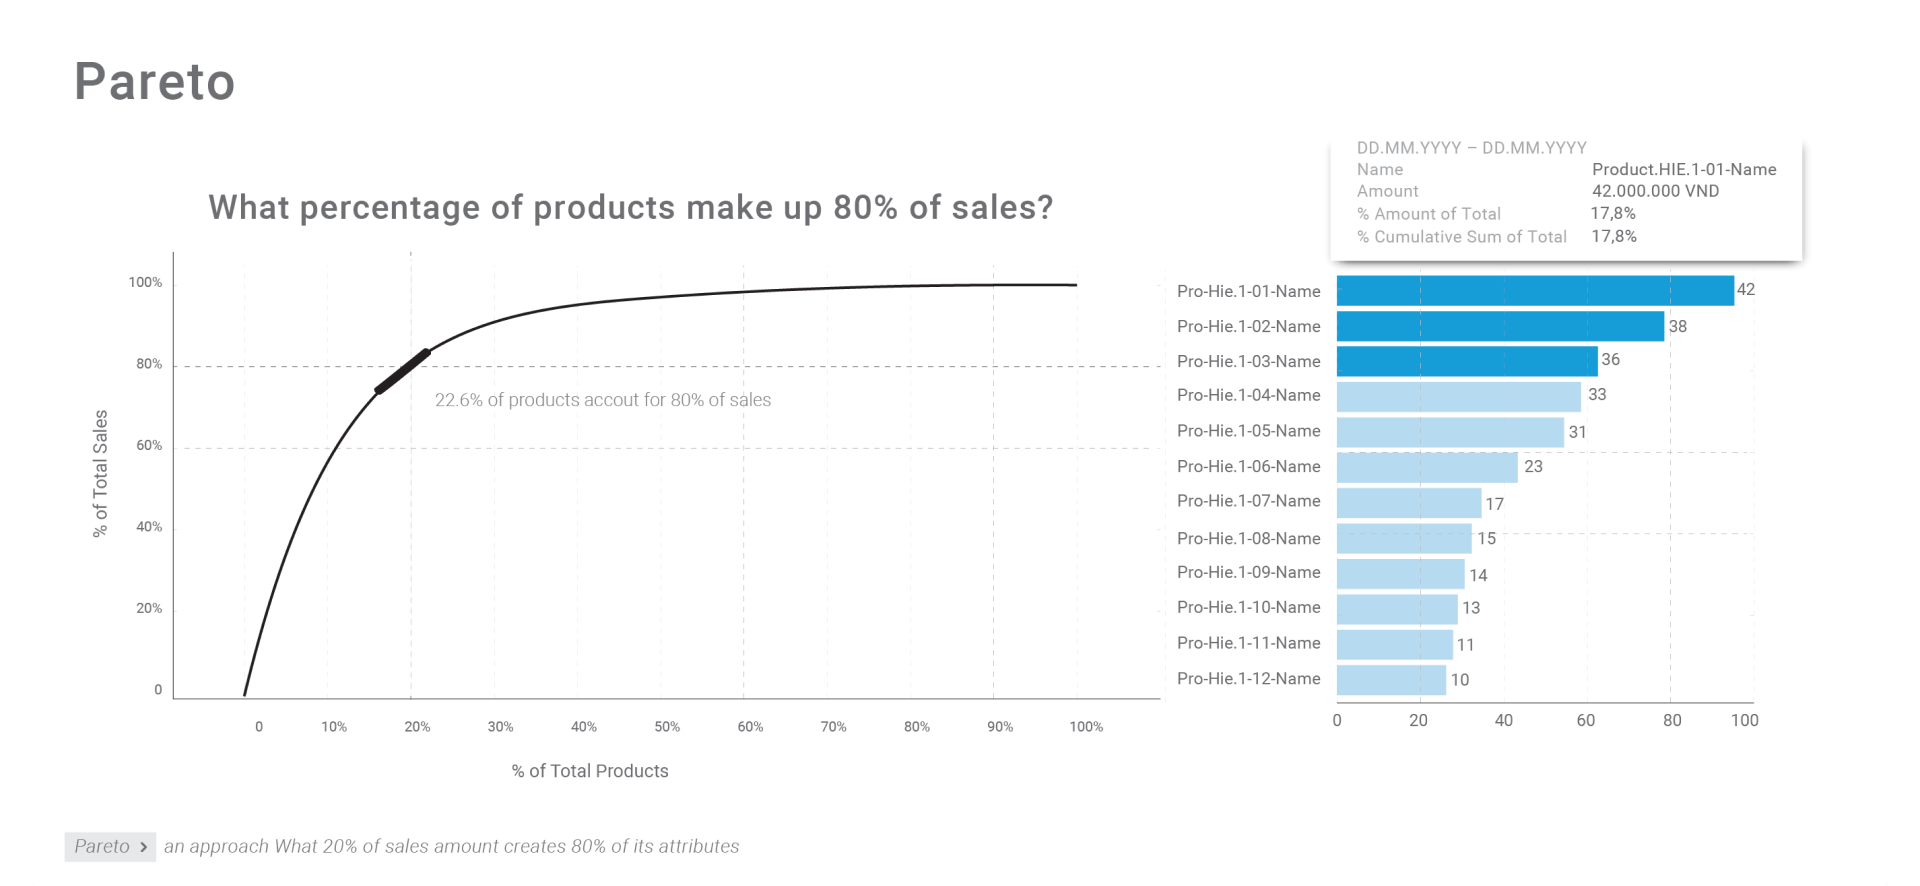 Pareto
What percentage of products make up 80% of sales?
% of Total Sales
100%
80%
60%
40%
20%
0
22.6% of products accout for 80% of sales
0 10% 20% 30% 40% 50% 60% 70% 80% 90% 100%
% of Total Products
DD.MM.YYYY – DD.MM.YYYY
Name Product.HIE.1-01-Name
Amount 42.000.000 VND
% Amount of Total 17,8%
% Cumulative Sum of Total 17,8%
Pro-Hie.1-01-Name 42
Pro-Hie.1-02-Name 38
Pro-Hie.1-03-Name 36
Pro-Hie.1-04-Name 33
Pro-Hie.1-05-Name 31
Pro-Hie.1-06-Name 23
Pro-Hie.1-07-Name 17
Pro-Hie.1-08-Name 15
Pro-Hie.1-09-Name 14
Pro-Hie.1-10-Name 13
Pro-Hie.1-11-Name 11
Pro-Hie.1-12-Name 10
0 20 40 60 80 100
Pareto > an approach What 20% of sales amount creates 80% of its attributes